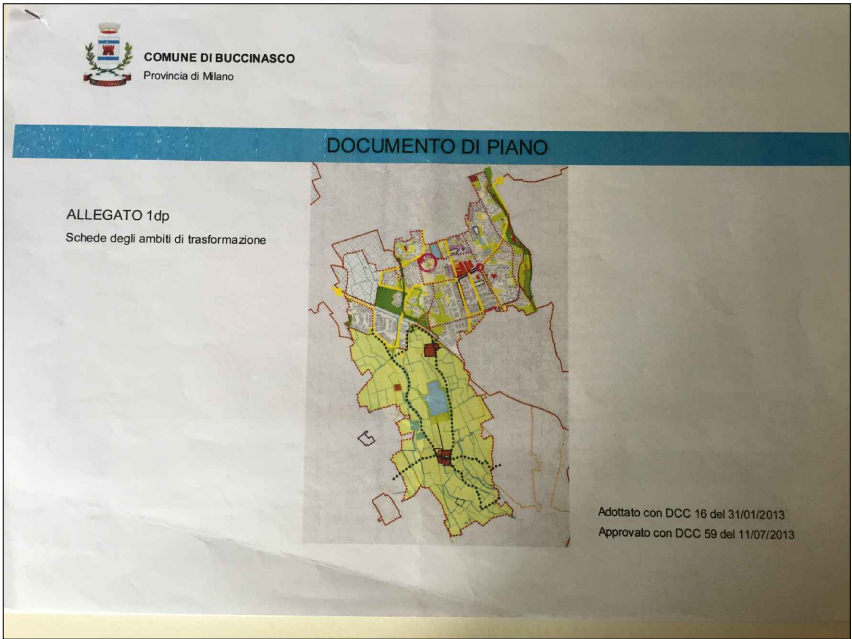 COMUNE DI BUCCINASCO
Provincia di Milano
DOCUMENTO DI PIANO
ALLEGATO 1dp
Schede degli ambiti di trasformazione
Adottato con DCC 16 del 31/01/2013
Approvato con DCC 59 del 11/07/2013